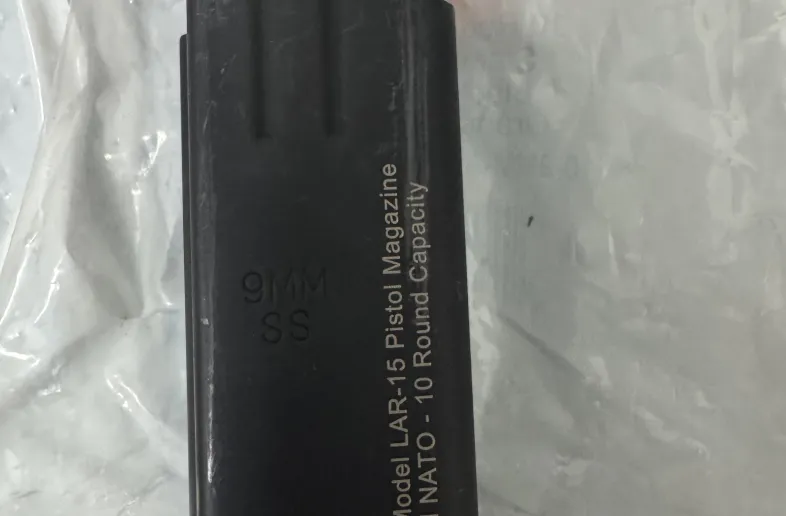 9MM
SS
Model LAR-15 Pistol Magazine
NATO - 10 Round Capacity